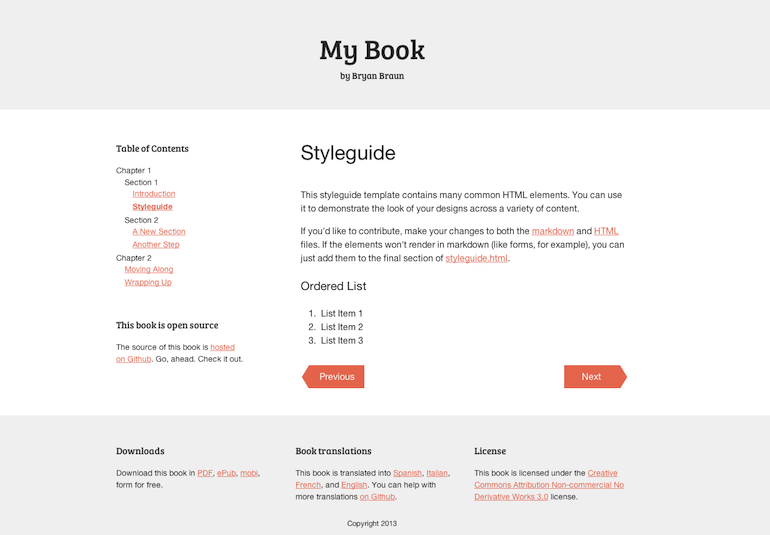 My Book
by Bryan Braun
Table of Contents
Chapter 1
Section 1
Introduction
Styleguide
Section 2
A New Section
Another Step
Chapter 2
Moving Along
Wrapping Up
This book is open source
The source of this book is hosted
on Github. Go, ahead. Check it out.
Styleguide
This styleguide template contains many common HTML elements. You can use
it to demonstrate the look of your designs across a variety of content.
If you'd like to contribute, make your changes to both the markdown and HTML
files. If the elements won't render in markdown (like forms, for example), you can
just add them to the final section of styleguide.html.
Ordered List
1. List Item 1
2. List Item 2
3. List Item 3
Previous
Next
Downloads
Download this book in PDF, ePub, mobi,
form for free.
Book translations
This book is translated into Spanish, Italian,
French, and English. You can help with
more translations on Github.
License
This book is licensed under the Creative
Commons Attribution Non-commercial No
Derivative Works 3.0 license.
Copyright 2013